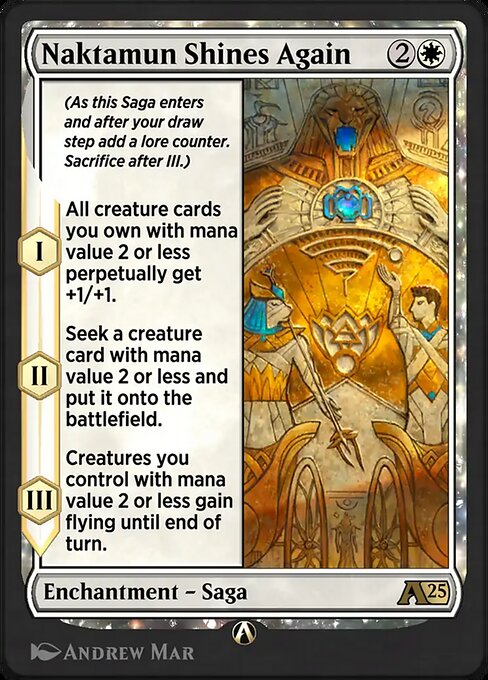 Naktamun Shines Again 2
(As this Saga enters
and after your draw
step add a lore counter.
Sacrifice after III.)
I
All creature cards
you own with mana
value 2 or less
perpetually get
+1/+1.
II
Seek a creature
card with mana
value 2 or less and
put it onto the
battlefield.
III
Creatures you
control with mana
value 2 or less gain
flying until end of
turn.
Enchantment – Saga
A25
ANDREW MAR